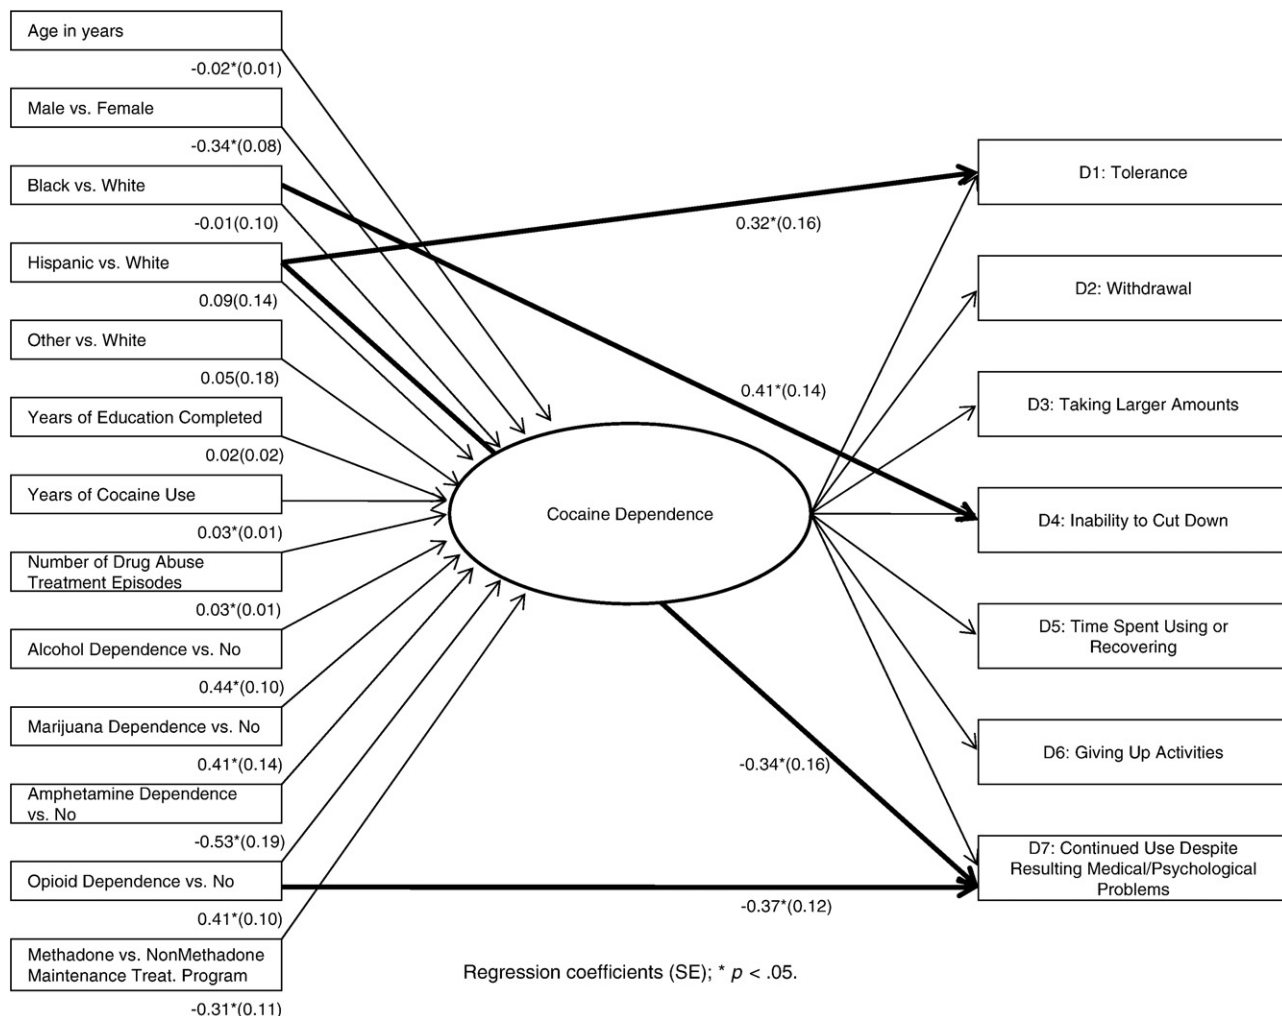 Age in years
-0.02*(0.01)
Male vs. Female
-0.34*(0.08)
Black vs. White
-0.01(0.10)
Hispanic vs. White
0.09(0.14)
Other vs. White
0.05(0.18)
Years of Education Completed
0.02(0.02)
Years of Cocaine Use
0.03*(0.01)
Number of Drug Abuse
Treatment Episodes
0.03*(0.01)
Alcohol Dependence vs. No
0.44*(0.10)
Marijuana Dependence vs. No
0.41*(0.14)
Amphetamine Dependence
vs. No
-0.53*(0.19)
Opioid Dependence vs. No
0.41*(0.10)
Methadone vs. NonMethadone
Maintenance Treat. Program
-0.31*(0.11)
Cocaine Dependence
0.32*(0.16)
0.41*(0.14)
-0.34*(0.16)
-0.37*(0.12)
D1: Tolerance
D2: Withdrawal
D3: Taking Larger Amounts
D4: Inability to Cut Down
D5: Time Spent Using or
Recovering
D6: Giving Up Activities
D7: Continued Use Despite
Resulting Medical/Psychological
Problems
Regression coefficients (SE); * p < .05.